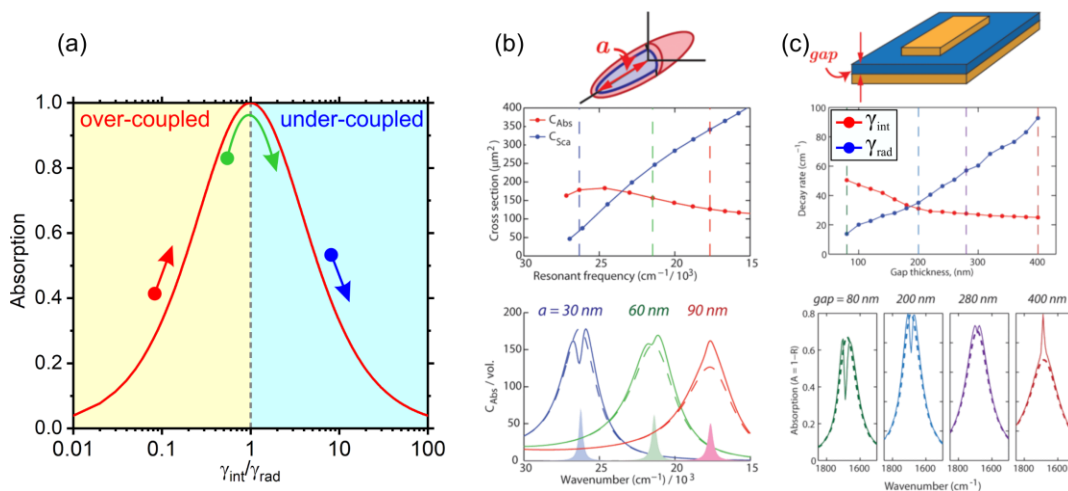 (a)
over-coupled
under-coupled
Absorption
1.0
0.8
0.6
0.4
0.2
0.0
0.01
0.1
1
10
100
γint/γrad
(b)
a
400
350
300
250
200
150
100
50
0
Cross section (μm²)
CAbs
CSca
30
25
20
15
Resonant frequency (cm⁻¹ / 10³)
a = 30 nm
60 nm
90 nm
200
150
100
50
0
CAbs / vol.
30
25
20
15
Wavenumber (cm⁻¹) / 10³
(c)
gap
100
80
60
40
20
Decay rate (cm⁻¹)
γint
γrad
100
200
300
400
Gap thickness, (nm)
gap = 80 nm
200 nm
280 nm
400 nm
0.8
0.6
0.4
0.2
0
Absorption (A = 1−R)
1800
1600
1800
1600
1800
1600
1800
1600
Wavenumber (cm⁻¹)